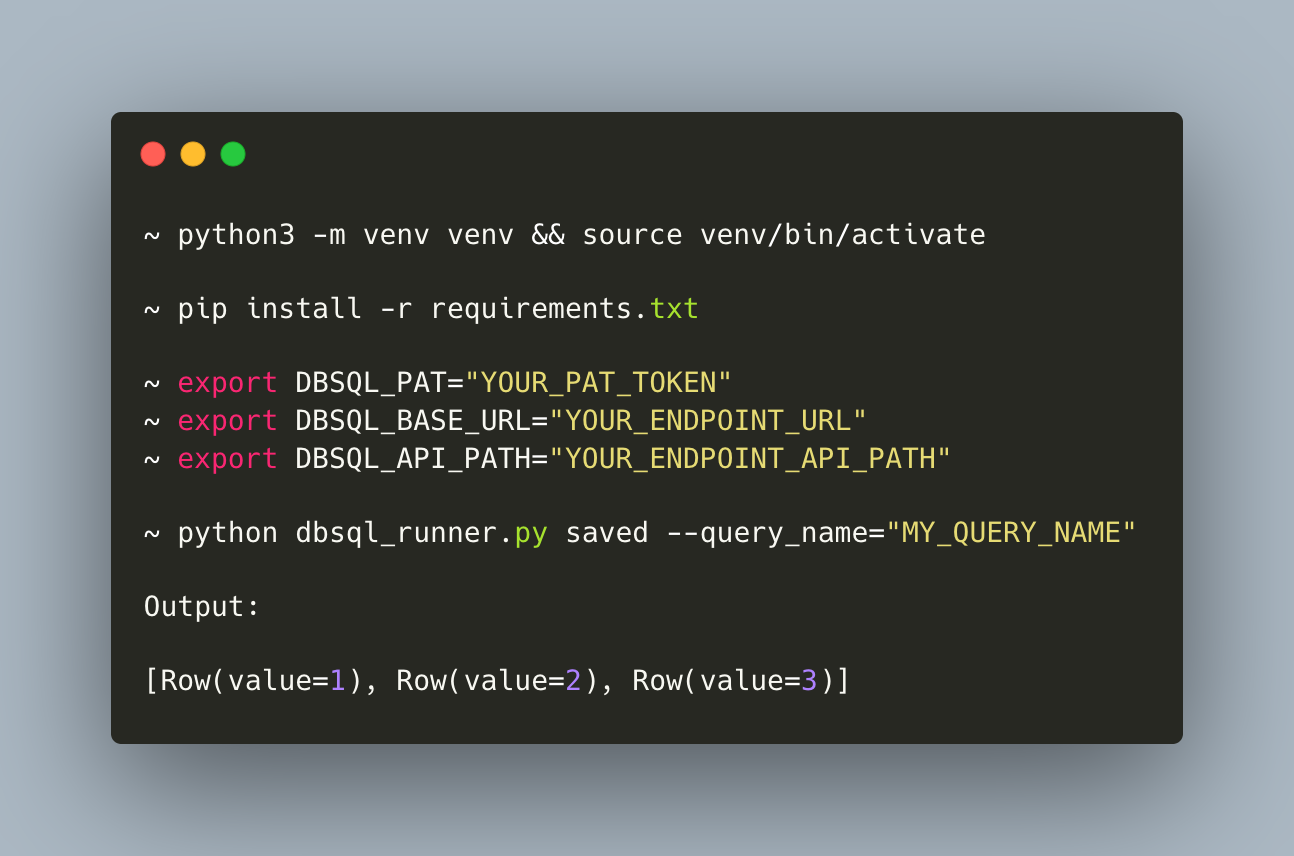 ~ python3 -m venv venv && source venv/bin/activate
~ pip install -r requirements.txt
~ export DBSQL_PAT="YOUR_PAT_TOKEN"
~ export DBSQL_BASE_URL="YOUR_ENDPOINT_URL"
~ export DBSQL_API_PATH="YOUR_ENDPOINT_API_PATH"
~ python dbsql_runner.py saved --query_name="MY_QUERY_NAME"
Output:
[Row(value=1), Row(value=2), Row(value=3)]